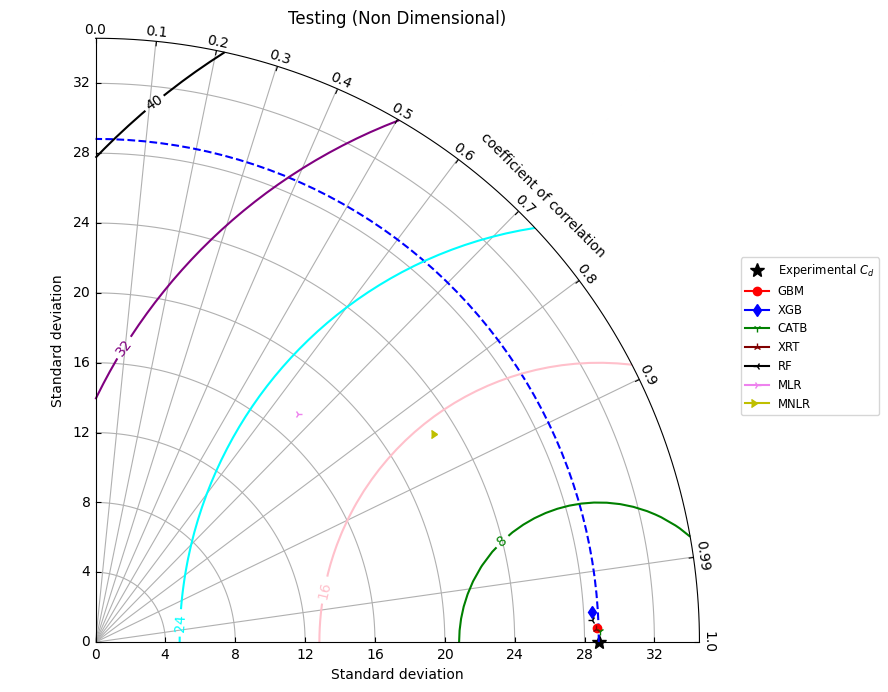 Testing (Non Dimensional)
0.0
0.1
0.2
0.3
0.4
0.5
0.6
0.7
0.8
0.9
0.99
1.0
coefficient of correlation
Standard deviation
32
28
24
20
16
12
8
4
0
40
32
24
16
8
0
4
8
12
16
20
24
28
32
Standard deviation
Experimental C_d
GBM
XGB
CATB
XRT
RF
MLR
MNLR